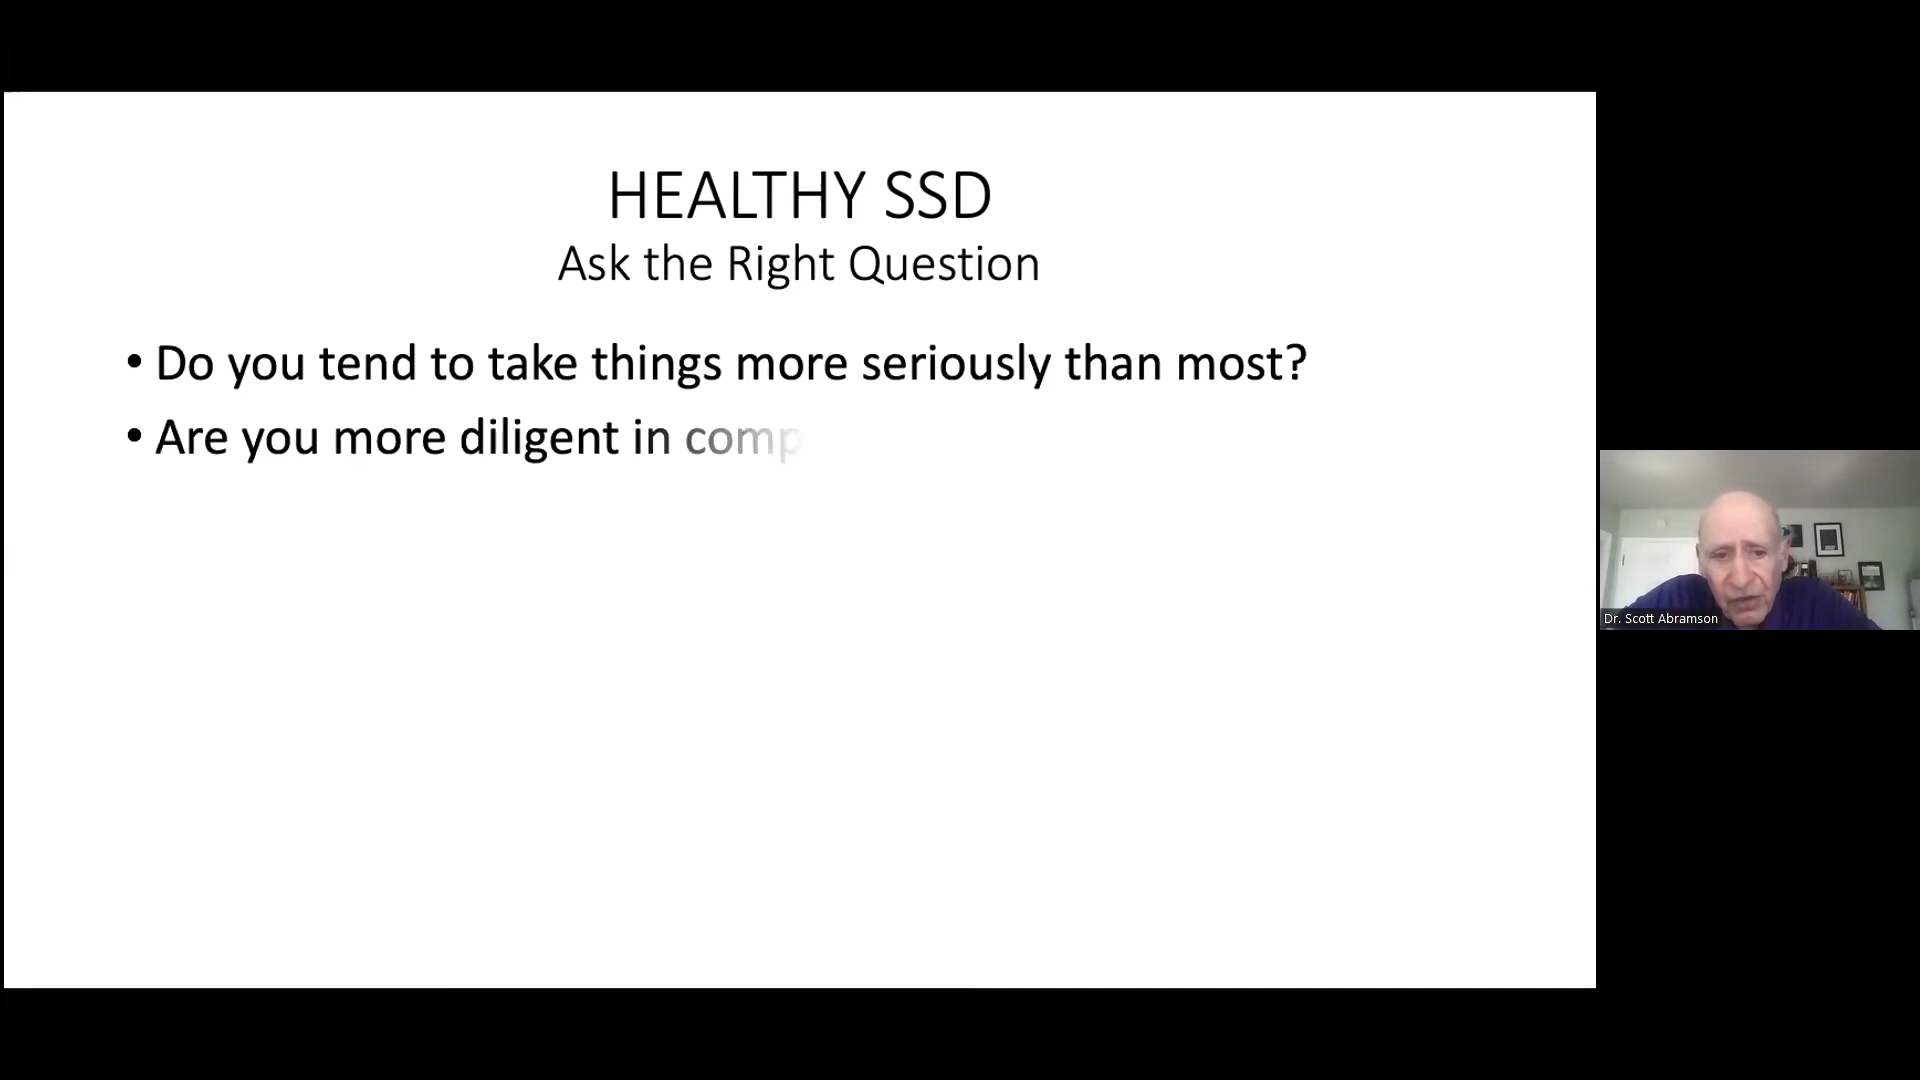 HEALTHY SSD
Ask the Right Question
• Do you tend to take things more seriously than most?
• Are you more diligent in comp
Dr. Scott Abramson